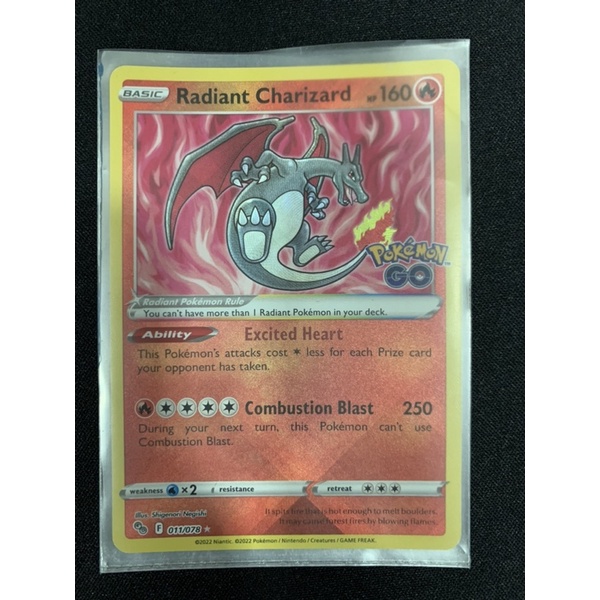 BASIC Radiant Charizard HP 160
Pokémon
GO
Radiant Pokémon Rule
You can't have more than 1 Radiant Pokémon in your deck.
Ability Excited Heart
This Pokémon's attacks cost less for each Prize card
your opponent has taken.
Combustion Blast 250
During your next turn, this Pokémon can't use
Combustion Blast.
weakness ×2 resistance retreat
Illus. Shigenori Negishi
It spits fire that is hot enough to melt boulders.
It may cause forest fires by blowing flames.
F 011/078
©2022 Niantic. ©2022 Pokémon / Nintendo / Creatures / GAME FREAK.